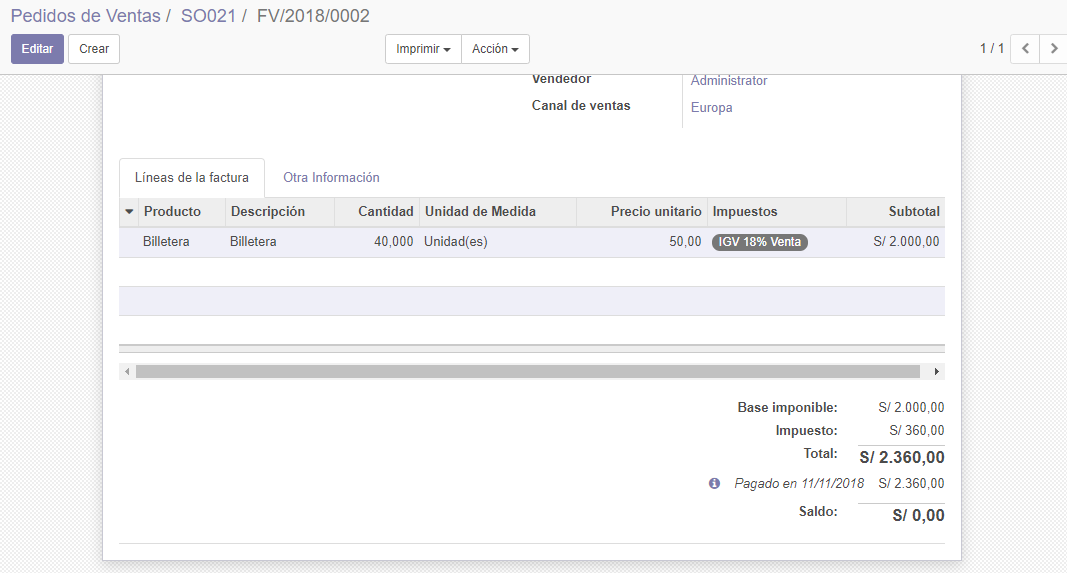 Pedidos de Ventas / SO021 / FV/2018/0002
Editar Crear Imprimir Acción 1 / 1
Vendedor Administrator
Canal de ventas Europa
Líneas de la factura Otra Información
Producto Descripción Cantidad Unidad de Medida Precio unitario Impuestos Subtotal
Billetera Billetera 40,000 Unidad(es) 50,00 IGV 18% Venta S/ 2.000,00
Base imponible: S/ 2.000,00
Impuesto: S/ 360,00
Total: S/ 2.360,00
Pagado en 11/11/2018 S/ 2.360,00
Saldo: S/ 0,00